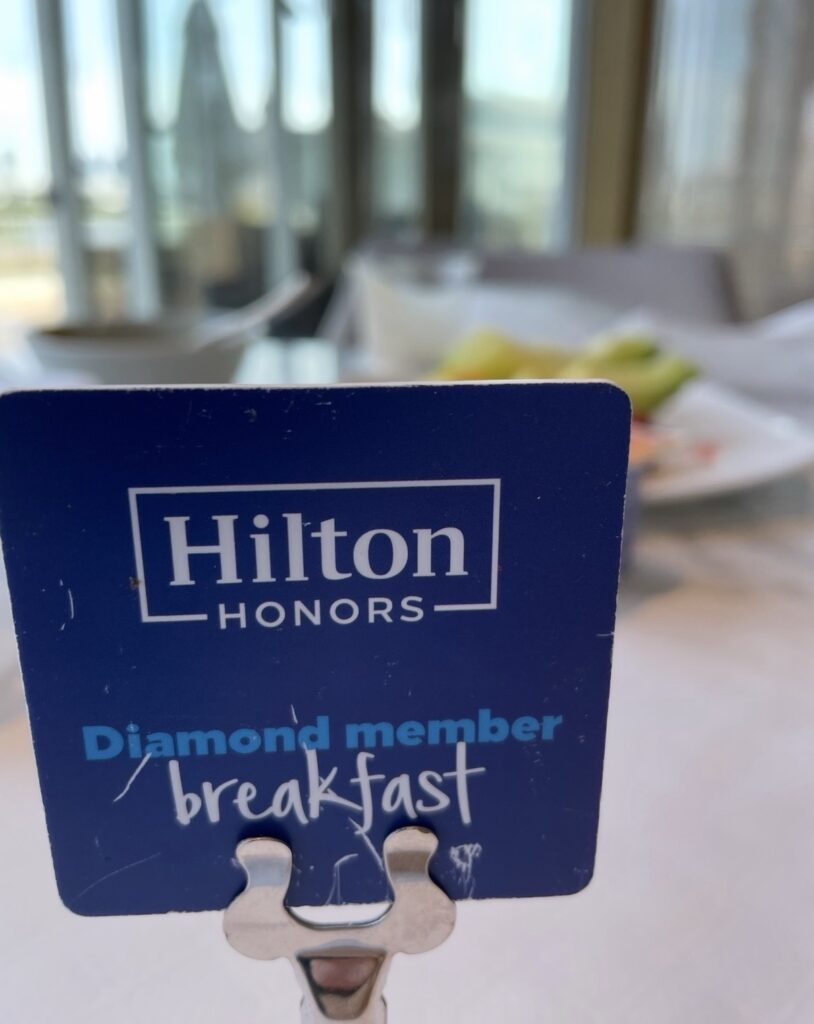 Hilton
HONORS
Diamond member
breakfast